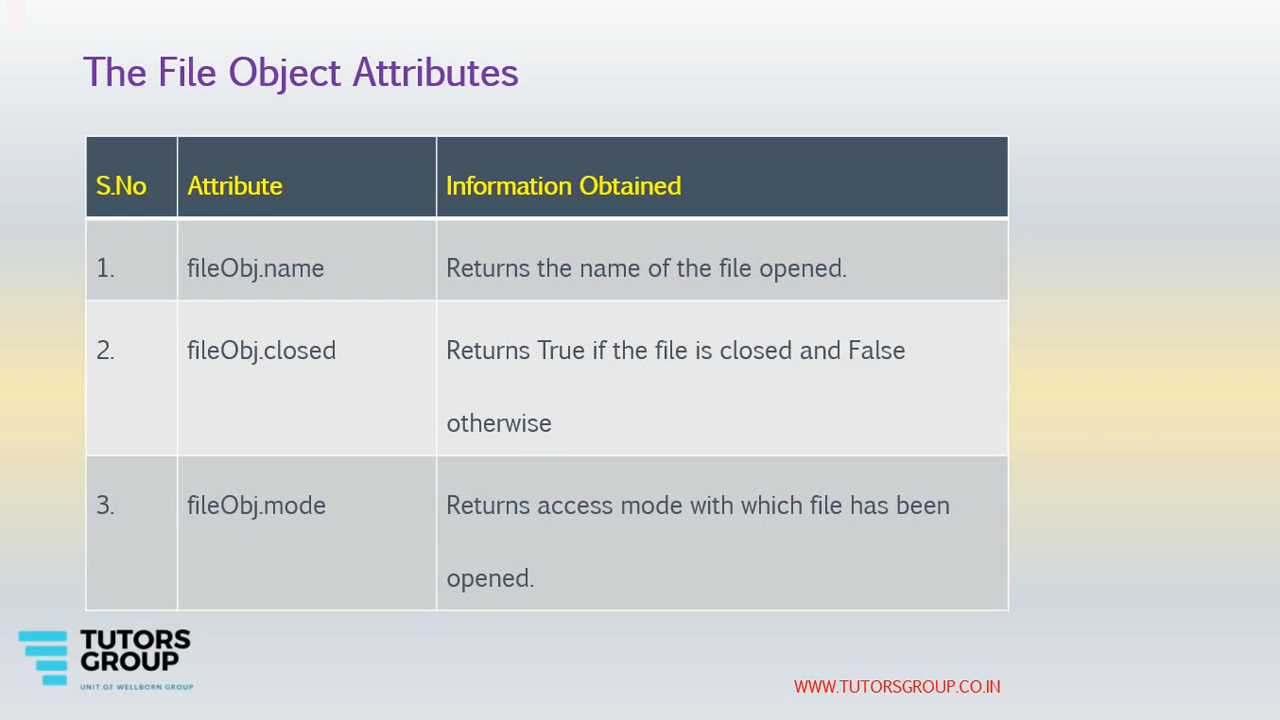 The File Object Attributes
S.No Attribute Information Obtained
1. fileObj.name Returns the name of the file opened.
2. fileObj.closed Returns True if the file is closed and False
otherwise
3. fileObj.mode Returns access mode with which file has been
opened.
TUTORS
GROUP
UNIT OF WELLBORN GROUP
WWW.TUTORSGROUP.CO.IN